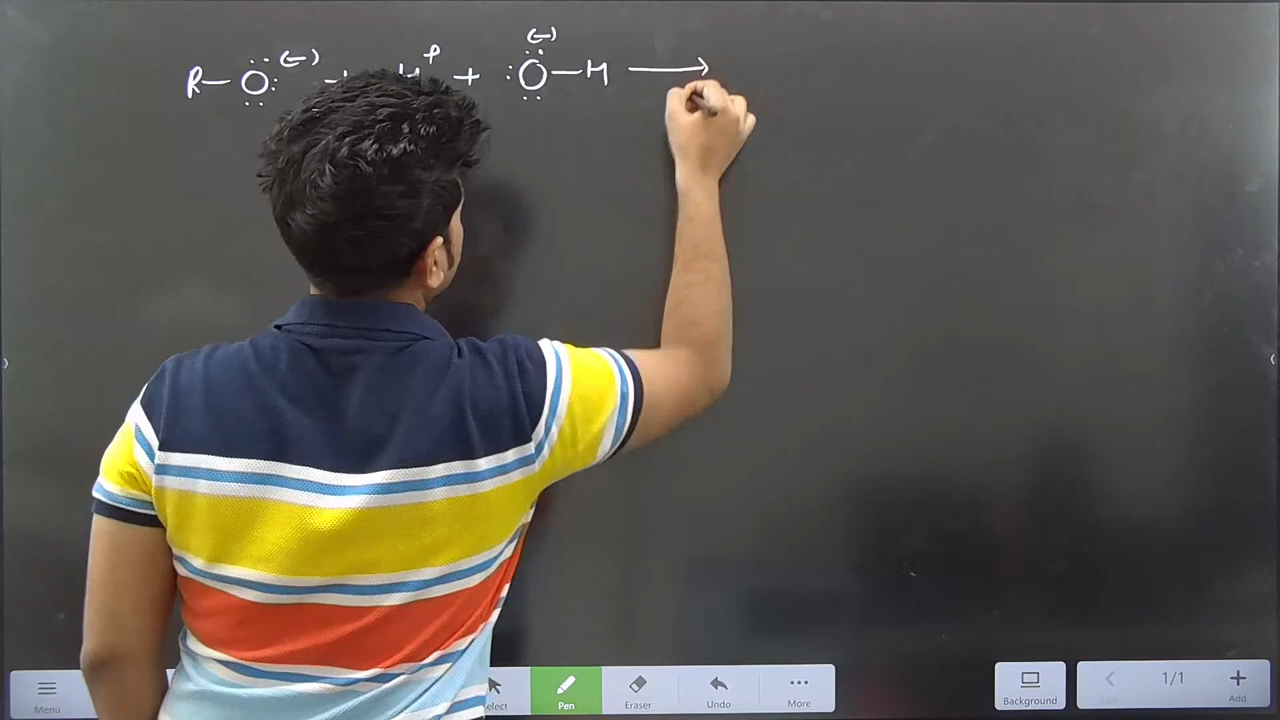 R–O:(–) + H⊕ + :O(–)–H ⟶
Menu
Select Pen Eraser Undo More
Background
1/1
Add